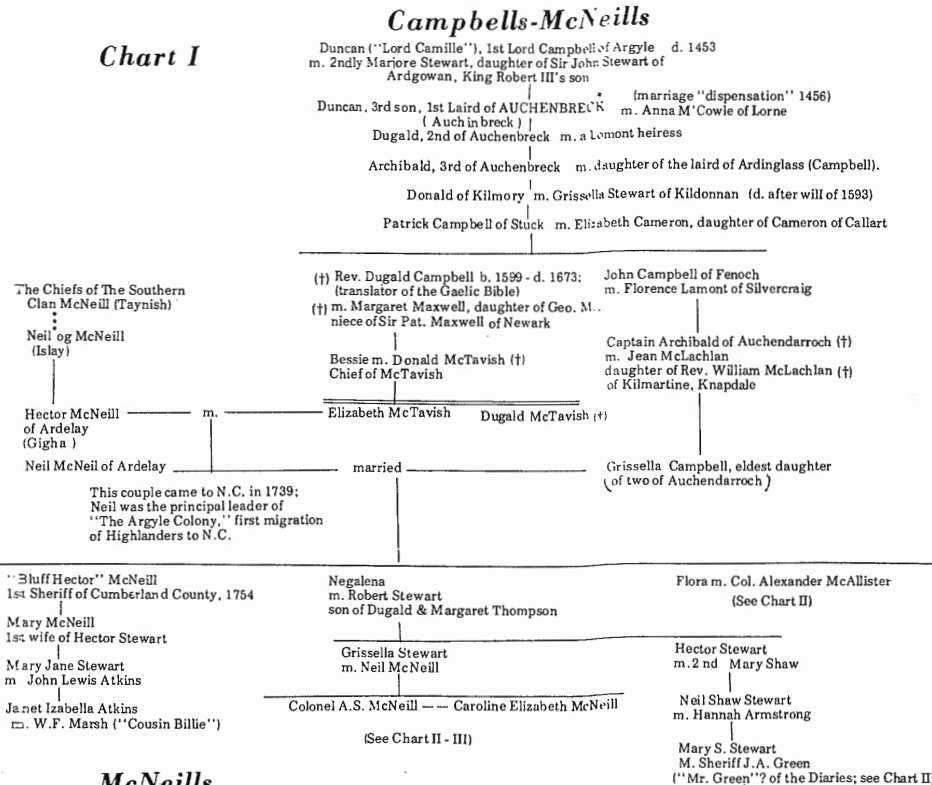 Campbells-McNeills
Chart I
Duncan ("Lord Camille"), 1st Lord Campbell of Argyle d. 1453
m. 2ndly Marjore Stewart, daughter of Sir John Stewart of
Ardgowan, King Robert III's son
Duncan, 3rd son, 1st Laird of AUCHENBRECK
( Auch in breck )
(marriage "dispensation" 1456)
m. Anna M'Cowle of Lorne
Dugald, 2nd of Auchenbreck m. a Lomont heiress
Archibald, 3rd of Auchenbreck m. daughter of the laird of Ardinglass (Campbell).
Donald of Kilmory m. Grissella Stewart of Kildonnan (d. after will of 1593)
Patrick Campbell of Stuck m. Elizabeth Cameron, daughter of Cameron of Callart
The Chiefs of The Southern
Clan McNeill (Taynish)
Neil og McNeill
(Islay)
Hector McNeill
of Ardelay
(Gigha )
m.
(†) Rev. Dugald Campbell b. 1599 - d. 1673;
(translator of the Gaelic Bible)
(†) m. Margaret Maxwell, daughter of Geo. M..
niece of Sir Pat. Maxwell of Newark
Bessie m. Donald McTavish (†)
Chief of McTavish
Elizabeth McTavish
Dugald McTavish (†)
John Campbell of Fenoch
m. Florence Lamont of Silvercraig
Captain Archibald of Auchendarroch (†)
m. Jean McLachlan
daughter of Rev. William McLachlan (†)
of Kilmartine, Knapdale
Neil McNeil of Ardelay
married
Grissella Campbell, eldest daughter
(of two of Auchendarroch)
This couple came to N.C. in 1739;
Neil was the principal leader of
"The Argyle Colony," first migration
of Highlanders to N.C.
"Bluff Hector" McNeill
1st Sheriff of Cumberland County, 1754
Mary McNeill
1st wife of Hector Stewart
Mary Jane Stewart
m John Lewis Atkins
Janet Izabella Atkins
m. W.F. Marsh ("Cousin Billie")
Negalena
m. Robert Stewart
son of Dugald & Margaret Thompson
Grissella Stewart
m. Neil McNeill
Colonel A.S. McNeill -- Caroline Elizabeth McNeill
(See Chart II - III)
Flora m. Col. Alexander McAllister
(See Chart II)
Hector Stewart
m. 2 nd Mary Shaw
Neil Shaw Stewart
m. Hannah Armstrong
Mary S. Stewart
M. Sheriff J.A. Green
("Mr. Green"? of the Diaries; see Chart II
McNeills